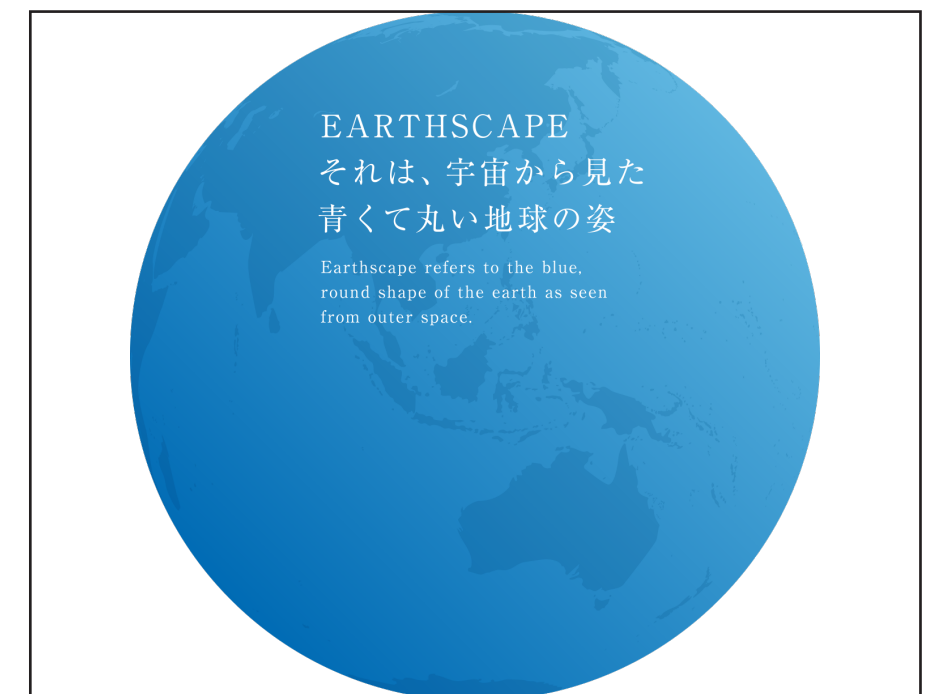 EARTHSCAPE
それは、宇宙から見た
青くて丸い地球の姿
Earthscape refers to the blue,
round shape of the earth as seen
from outer space.